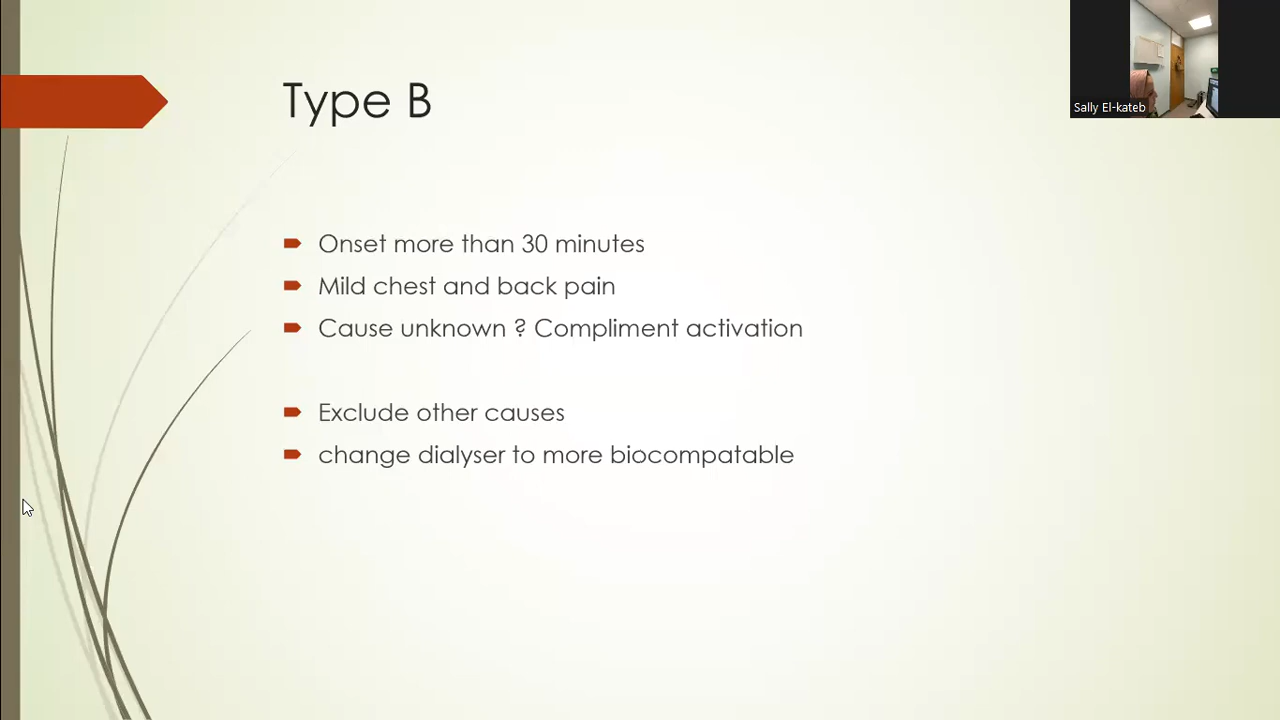 Type B
Sally El-kateb
Onset more than 30 minutes
Mild chest and back pain
Cause unknown ? Compliment activation
Exclude other causes
change dialyser to more biocompatable